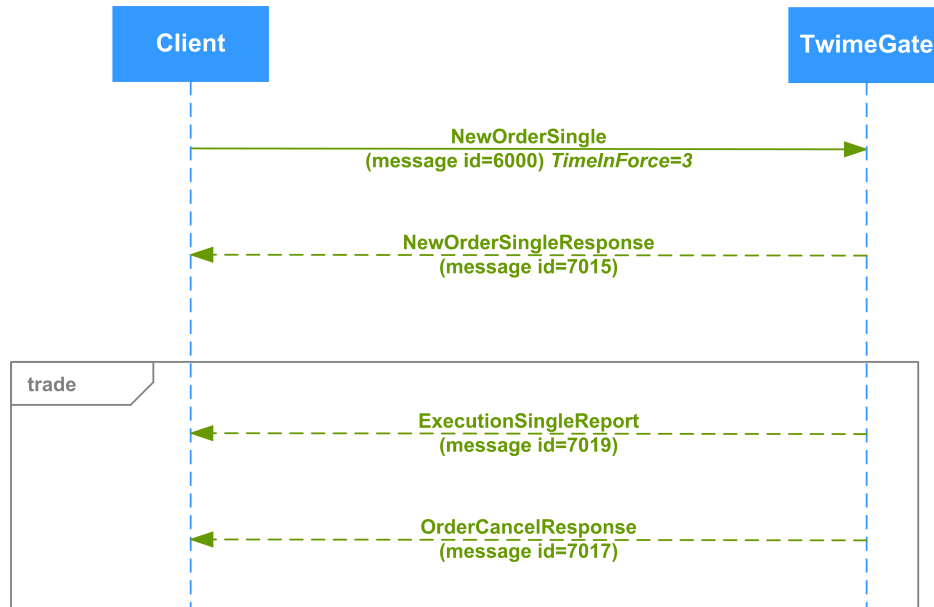 Client
TwimeGate
NewOrderSingle
(message id=6000) TimeInForce=3
NewOrderSingleResponse
(message id=7015)
trade
ExecutionSingleReport
(message id=7019)
OrderCancelResponse
(message id=7017)